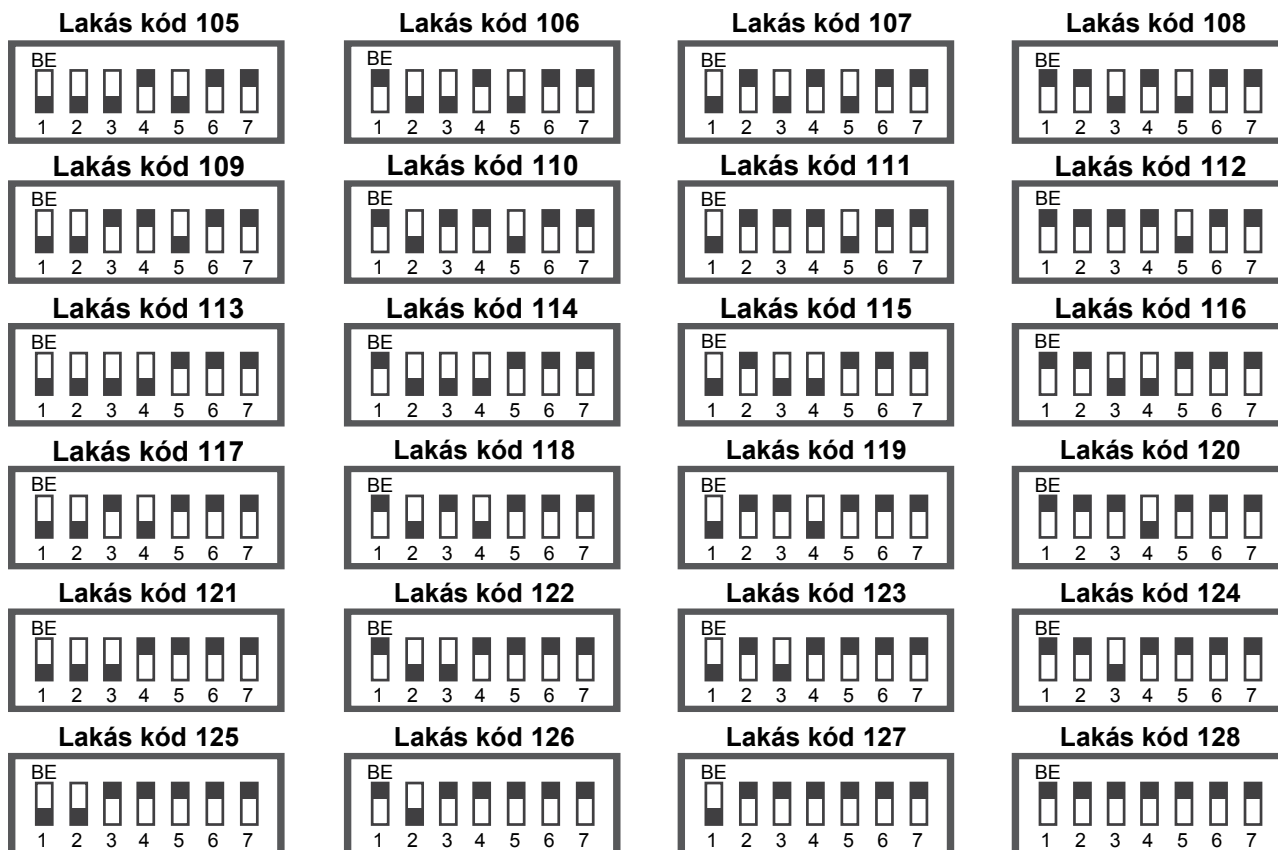 Lakás kód 105 Lakás kód 106 Lakás kód 107 Lakás kód 108
BE BE BE BE
1 2 3 4 5 6 7 1 2 3 4 5 6 7 1 2 3 4 5 6 7 1 2 3 4 5 6 7
Lakás kód 109 Lakás kód 110 Lakás kód 111 Lakás kód 112
BE BE BE BE
1 2 3 4 5 6 7 1 2 3 4 5 6 7 1 2 3 4 5 6 7 1 2 3 4 5 6 7
Lakás kód 113 Lakás kód 114 Lakás kód 115 Lakás kód 116
BE BE BE BE
1 2 3 4 5 6 7 1 2 3 4 5 6 7 1 2 3 4 5 6 7 1 2 3 4 5 6 7
Lakás kód 117 Lakás kód 118 Lakás kód 119 Lakás kód 120
BE BE BE BE
1 2 3 4 5 6 7 1 2 3 4 5 6 7 1 2 3 4 5 6 7 1 2 3 4 5 6 7
Lakás kód 121 Lakás kód 122 Lakás kód 123 Lakás kód 124
BE BE BE BE
1 2 3 4 5 6 7 1 2 3 4 5 6 7 1 2 3 4 5 6 7 1 2 3 4 5 6 7
Lakás kód 125 Lakás kód 126 Lakás kód 127 Lakás kód 128
BE BE BE BE
1 2 3 4 5 6 7 1 2 3 4 5 6 7 1 2 3 4 5 6 7 1 2 3 4 5 6 7